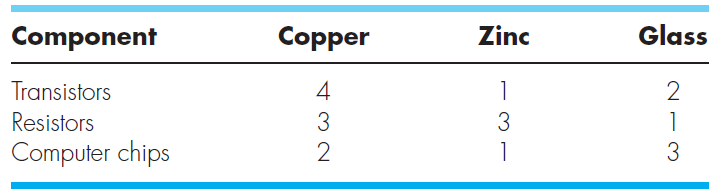 Component Copper Zinc Glass
Transistors 4 1 2
Resistors 3 3 1
Computer chips 2 1 3